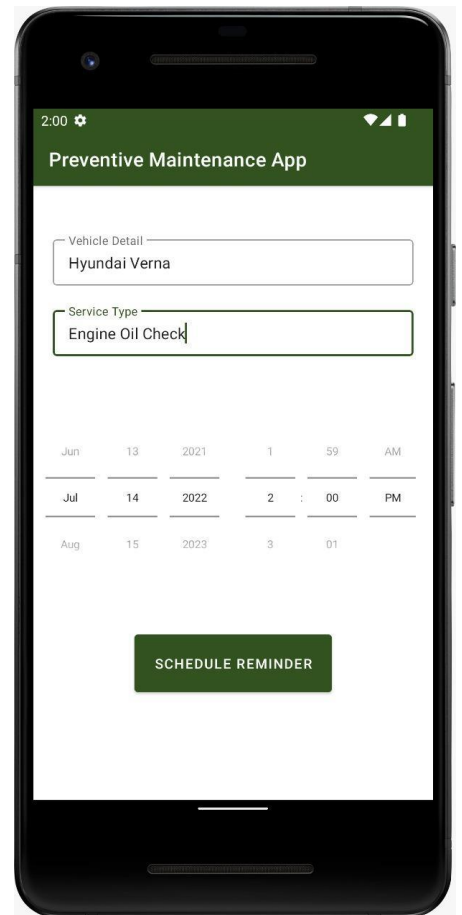 2:00
Preventive Maintenance App
Vehicle Detail
Hyundai Verna
Service Type
Engine Oil Check
Jun 13 2021 1 59 AM
Jul 14 2022 2 : 00 PM
Aug 15 2023 3 01
SCHEDULE REMINDER